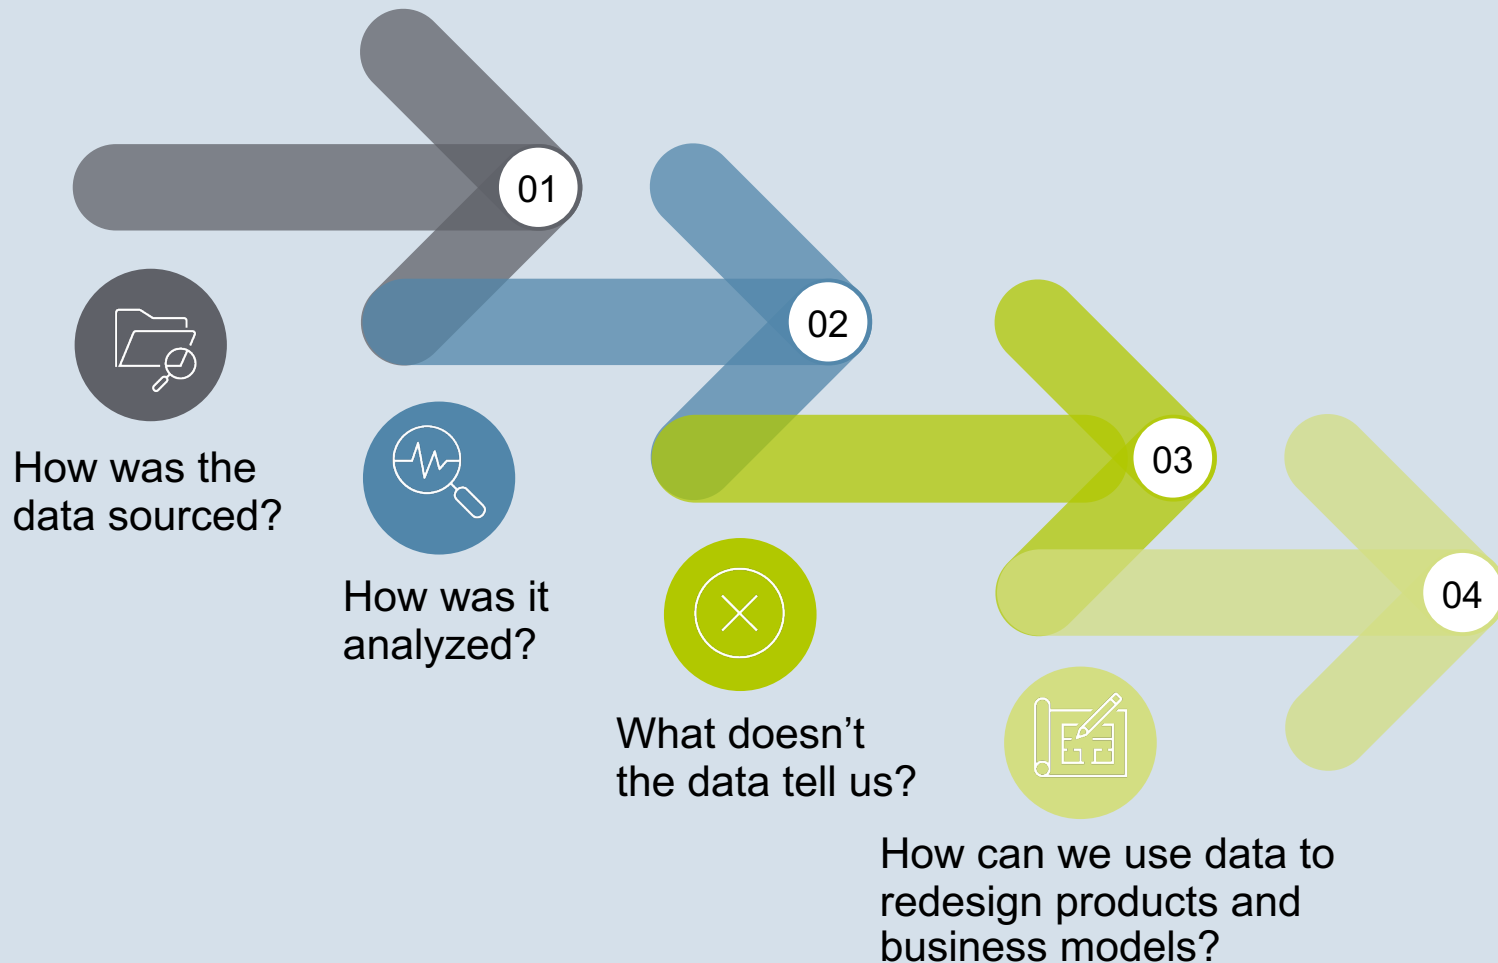 01
How was the
data sourced?
02
How was it
analyzed?
03
What doesn’t
the data tell us?
04
How can we use data to
redesign products and
business models?